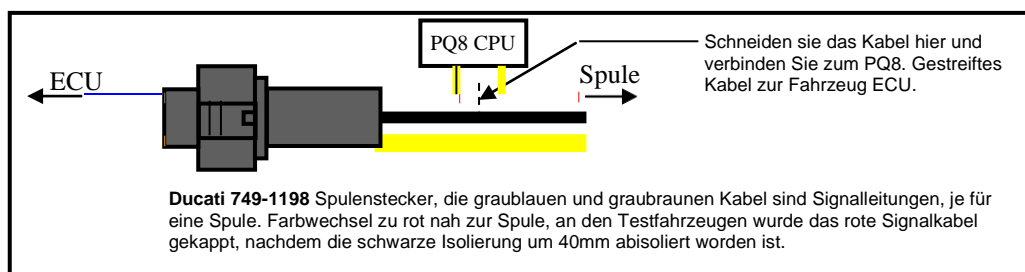 PQ8 CPU
Schneiden sie das Kabel hier und
verbinden Sie zum PQ8. Gestreiftes
Kabel zur Fahrzeug ECU.
ECU
Spule
Ducati 749-1198 Spulenstecker, die graublauen und graubraunen Kabel sind Signalleitungen, je für
eine Spule. Farbwechsel zu rot nah zur Spule, an den Testfahrzeugen wurde das rote Signalkabel
gekappt, nachdem die schwarze Isolierung um 40mm abisoliert worden ist.